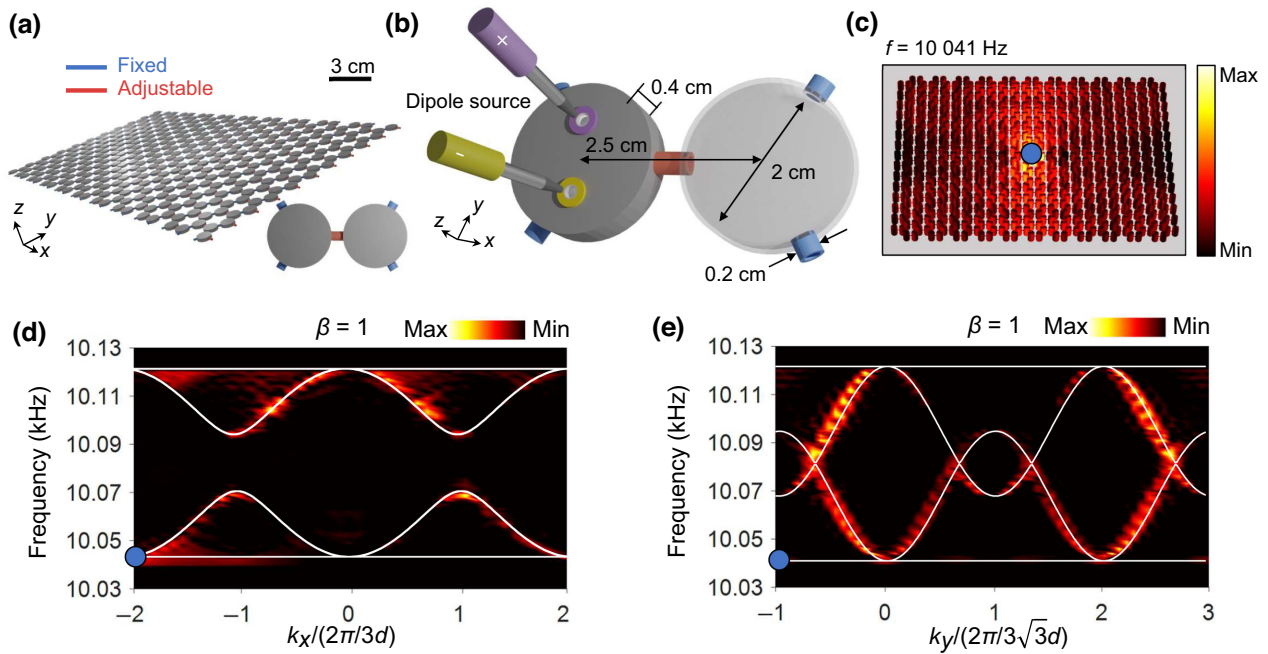 (a)
Fixed
Adjustable
3 cm
z
y
x
(b)
+
Dipole source
−
0.4 cm
2.5 cm
2 cm
0.2 cm
y
z
x
(c)
f = 10 041 Hz
Max
Min
(d)
β = 1
Max
Min
Frequency (kHz)
10.13
10.11
10.09
10.07
10.05
10.03
−2
−1
0
1
2
kx/(2π/3d)
(e)
β = 1
Max
Min
Frequency (kHz)
10.13
10.11
10.09
10.07
10.05
10.03
−1
0
1
2
3
ky/(2π/3√3d)